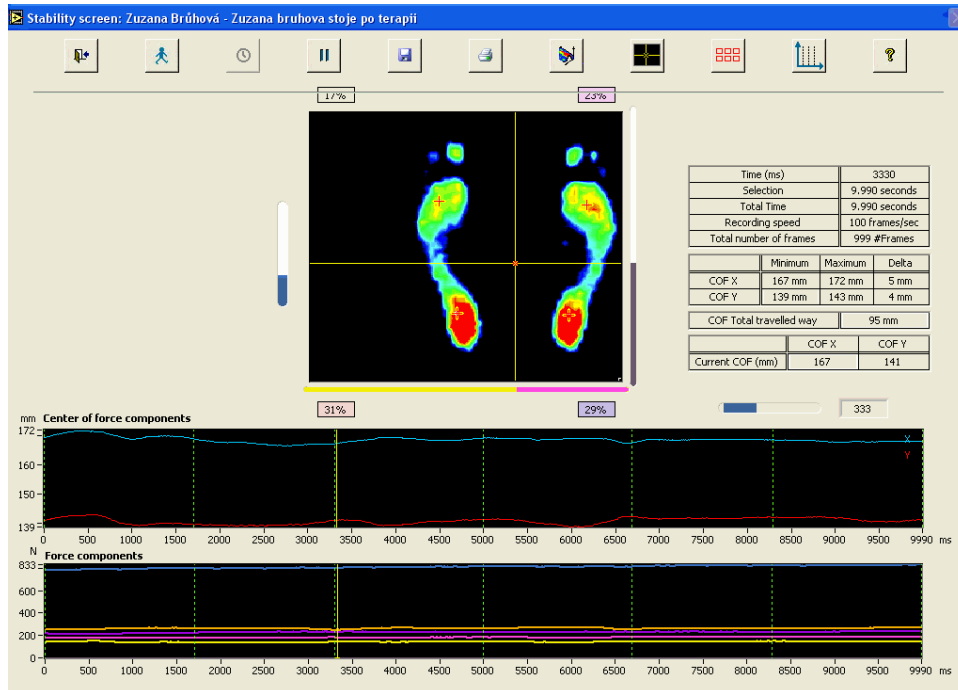 Stability screen: Zuzana Brůhová - Zuzana bruhova stoje po terapii
?
17%
23%
Time (ms) 3330
Selection 9.990 seconds
Total Time 9.990 seconds
Recording speed 100 frames/sec
Total number of frames 999 #Frames
Minimum Maximum Delta
COF X 167 mm 172 mm 5 mm
COF Y 139 mm 143 mm 4 mm
COF Total travelled way 95 mm
COF X COF Y
Current COF (mm) 167 141
31%
29%
333
mm Center of force components
172
160
150
139
X
Y
0 500 1000 1500 2000 2500 3000 3500 4000 4500 5000 5500 6000 6500 7000 7500 8000 8500 9000 9500 9990 ms
N Force components
833
600
400
200
0
0 500 1000 1500 2000 2500 3000 3500 4000 4500 5000 5500 6000 6500 7000 7500 8000 8500 9000 9500 9990 ms